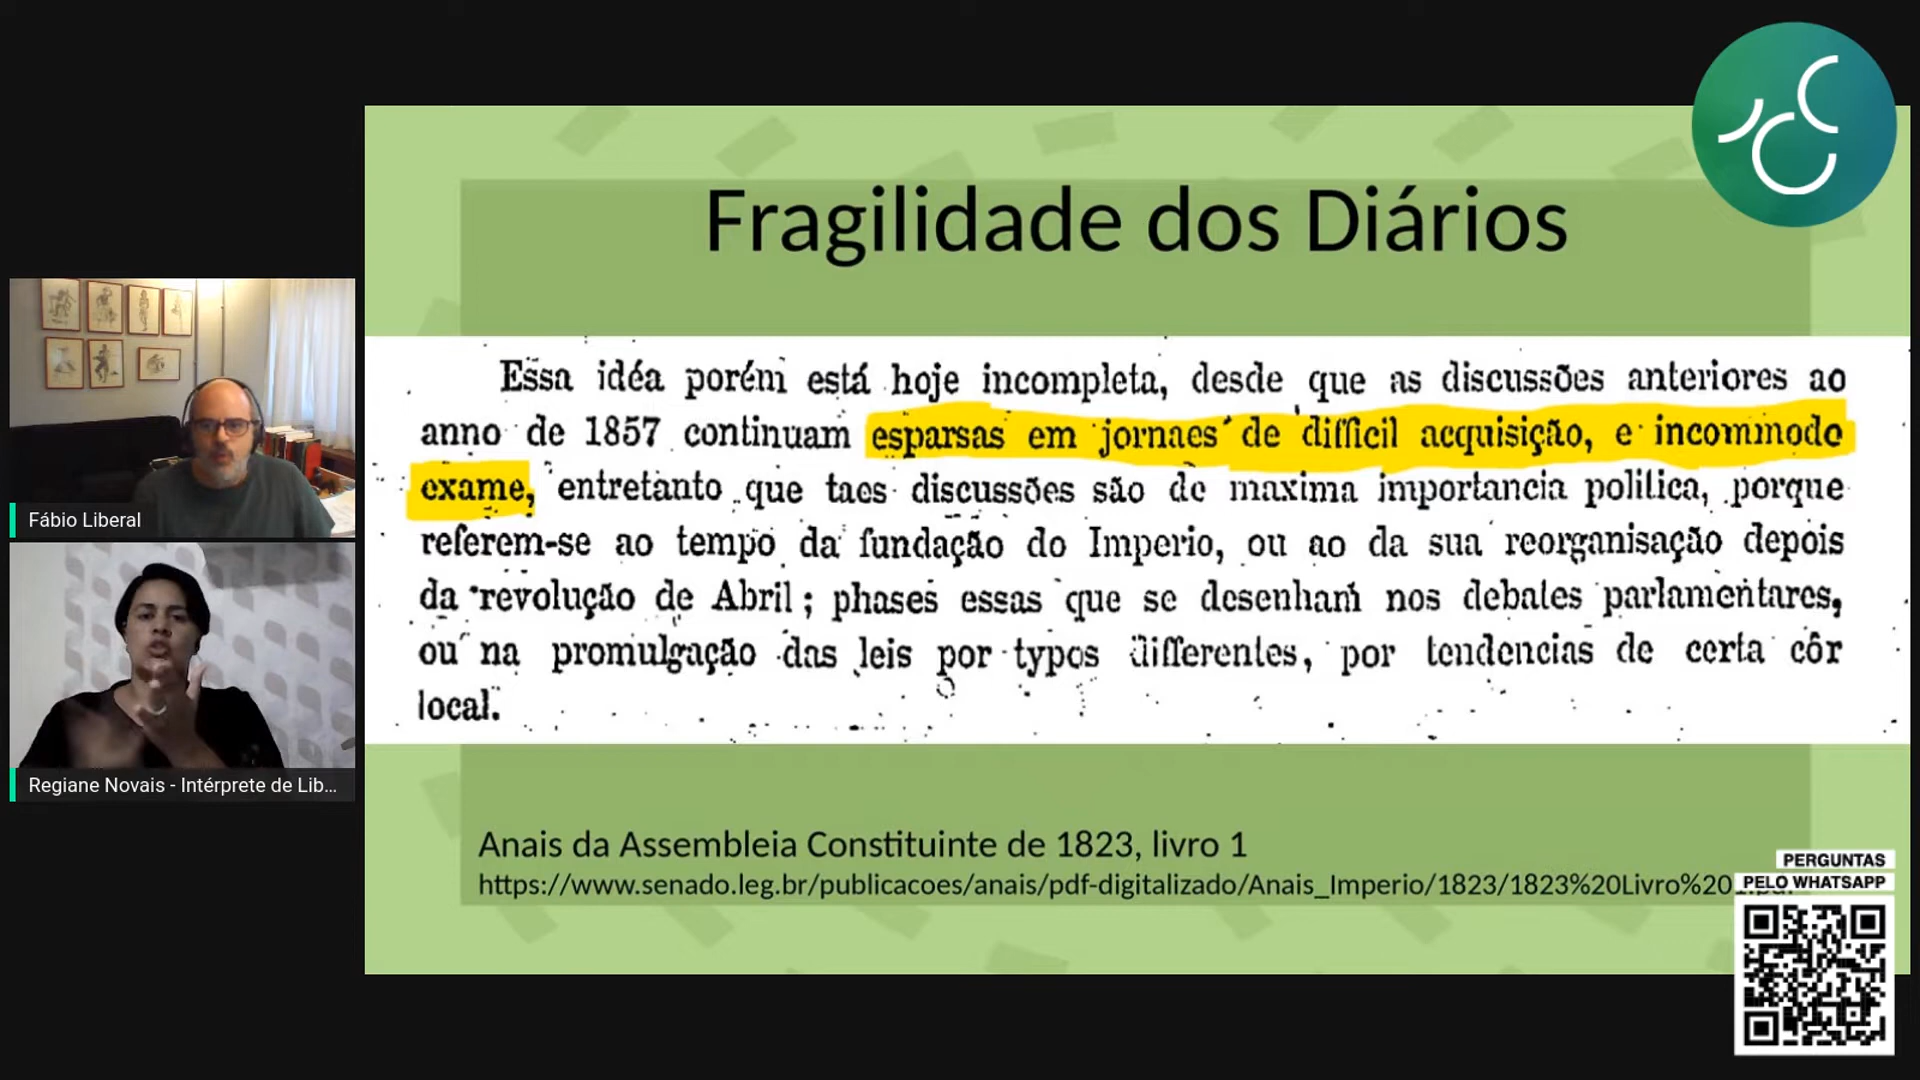 Fragilidade dos Diários
Essa idéa porém está hoje incompleta, desde que as discussões anteriores ao
anno de 1857 continuam esparsas em jornaes de difficil acquisição, e incommodo
exame, entretanto que taes discussões são de maxima importancia politica, porque
referem-se ao tempo da fundação do Imperio, ou ao da sua reorganisação depois
da revolução de Abril; phases essas que se desenham nos debates parlamentares,
ou na promulgação das leis por typos differentes, por tendencias de certa côr
local.
Fábio Liberal
Regiane Novais - Intérprete de Lib...
Anais da Assembleia Constituinte de 1823, livro 1
https://www.senado.leg.br/publicacoes/anais/pdf-digitalizado/Anais_Imperio/1823/1823%20Livro%20
PERGUNTAS
PELO WHATSAPP